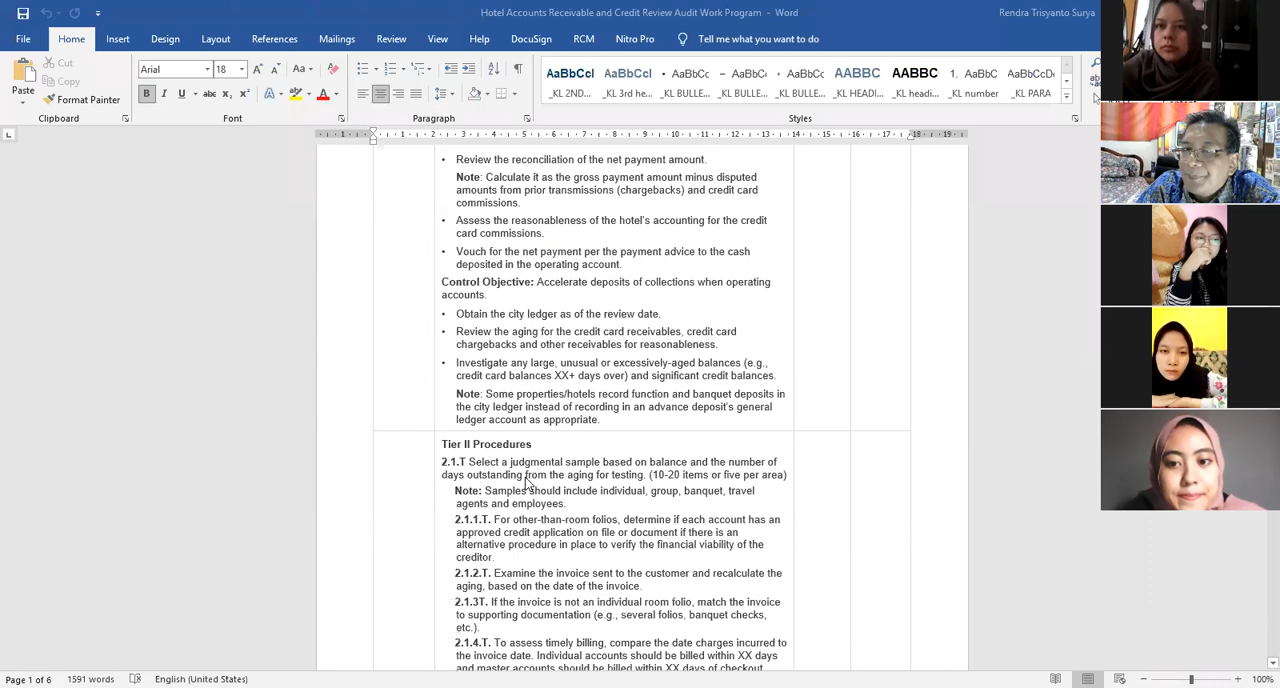 Hotel Accounts Receivable and Credit Review Audit Work Program - Word
Rendra Trisyanto Surya
File Home Insert Design Layout References Mailings Review View Help DocuSign RCM Nitro Pro Tell me what you want to do
Cut
Copy
Paste
Format Painter
Clipboard
Arial 18
Font
Paragraph
AaBbCcl AaBbCcl AaBbCc AaBbCc AaBbCc AABBC AABBC 1. AaBbC AaBbCcD
_KL 2ND... _KL 3rd he... _KL BULLE... _KL BULLE... _KL BULLE... _KL HEADI... _KL headi... _KL number _KL PARA
Styles
• Review the reconciliation of the net payment amount.
Note: Calculate it as the gross payment amount minus disputed
amounts from prior transmissions (chargebacks) and credit card
commissions.
• Assess the reasonableness of the hotel's accounting for the credit
card commissions.
• Vouch for the net payment per the payment advice to the cash
deposited in the operating account.
Control Objective: Accelerate deposits of collections when operating
accounts.
• Obtain the city ledger as of the review date.
• Review the aging for the credit card receivables, credit card
chargebacks and other receivables for reasonableness.
• Investigate any large, unusual or excessively-aged balances (e.g.,
credit card balances XX+ days over) and significant credit balances.
Note: Some properties/hotels record function and banquet deposits in
the city ledger instead of recording in an advance deposit's general
ledger account as appropriate.
Tier II Procedures
2.1.T Select a judgmental sample based on balance and the number of
days outstanding from the aging for testing. (10-20 items or five per area)
Note: Samples should include individual, group, banquet, travel
agents and employees.
2.1.1.T. For other-than-room folios, determine if each account has an
approved credit application on file or document if there is an
alternative procedure in place to verify the financial viability of the
creditor.
2.1.2.T. Examine the invoice sent to the customer and recalculate the
aging, based on the date of the invoice.
2.1.3T. If the invoice is not an individual room folio, match the invoice
to supporting documentation (e.g., several folios, banquet checks,
etc.).
2.1.4.T. To assess timely billing, compare the date charges incurred to
the invoice date. Individual accounts should be billed within XX days
and master accounts should be billed within XX days of checkout
Page 1 of 6 1591 words English (United States) 100%